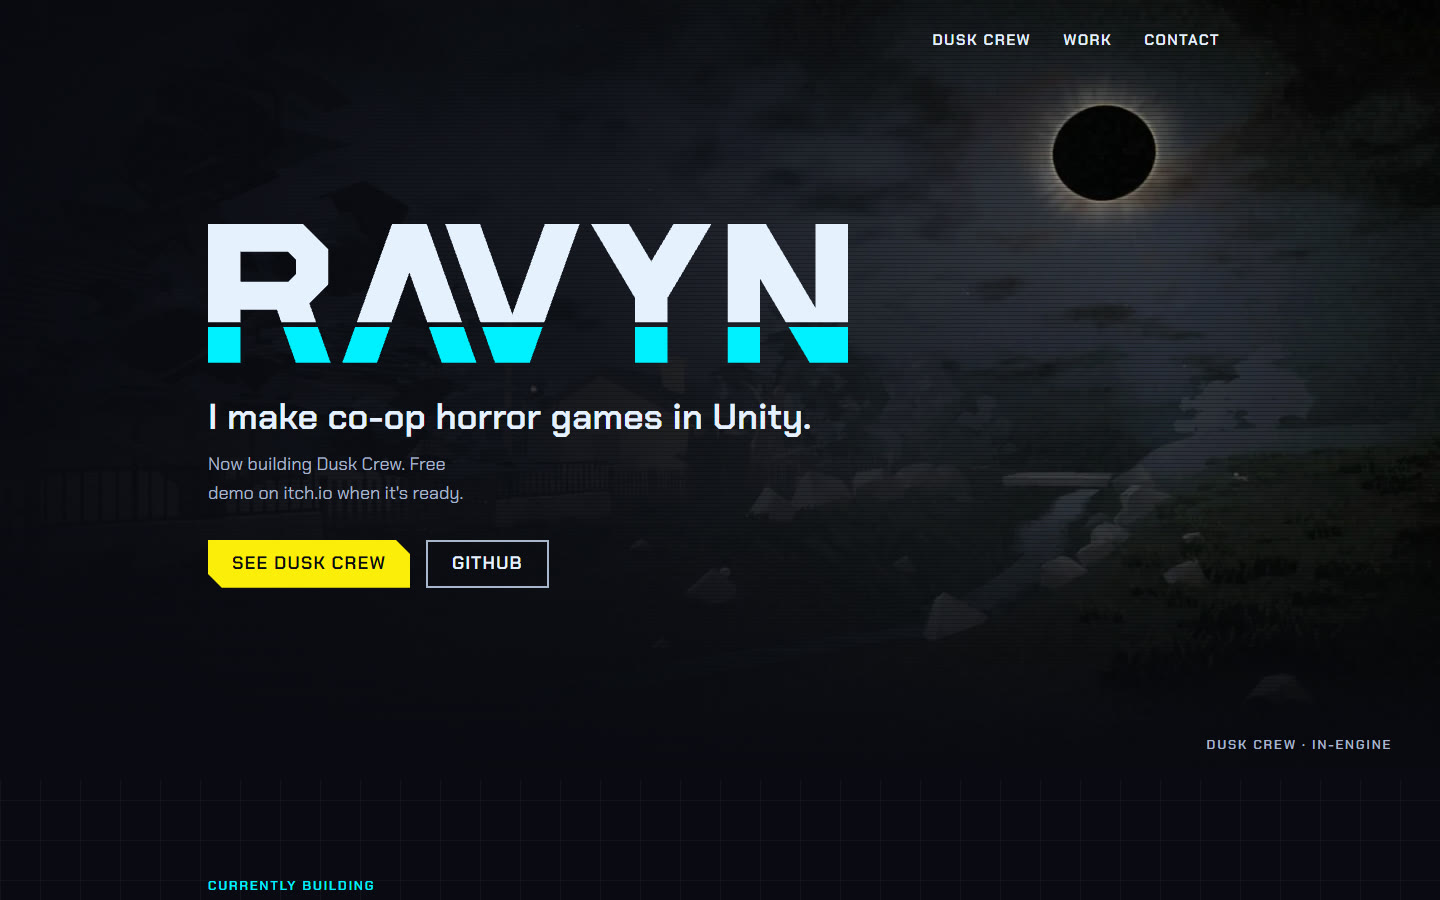 DUSK CREW WORK CONTACT
RAVYN
I make co-op horror games in Unity.
Now building Dusk Crew. Free
demo on itch.io when it's ready.
SEE DUSK CREW GITHUB
DUSK CREW · IN-ENGINE
CURRENTLY BUILDING